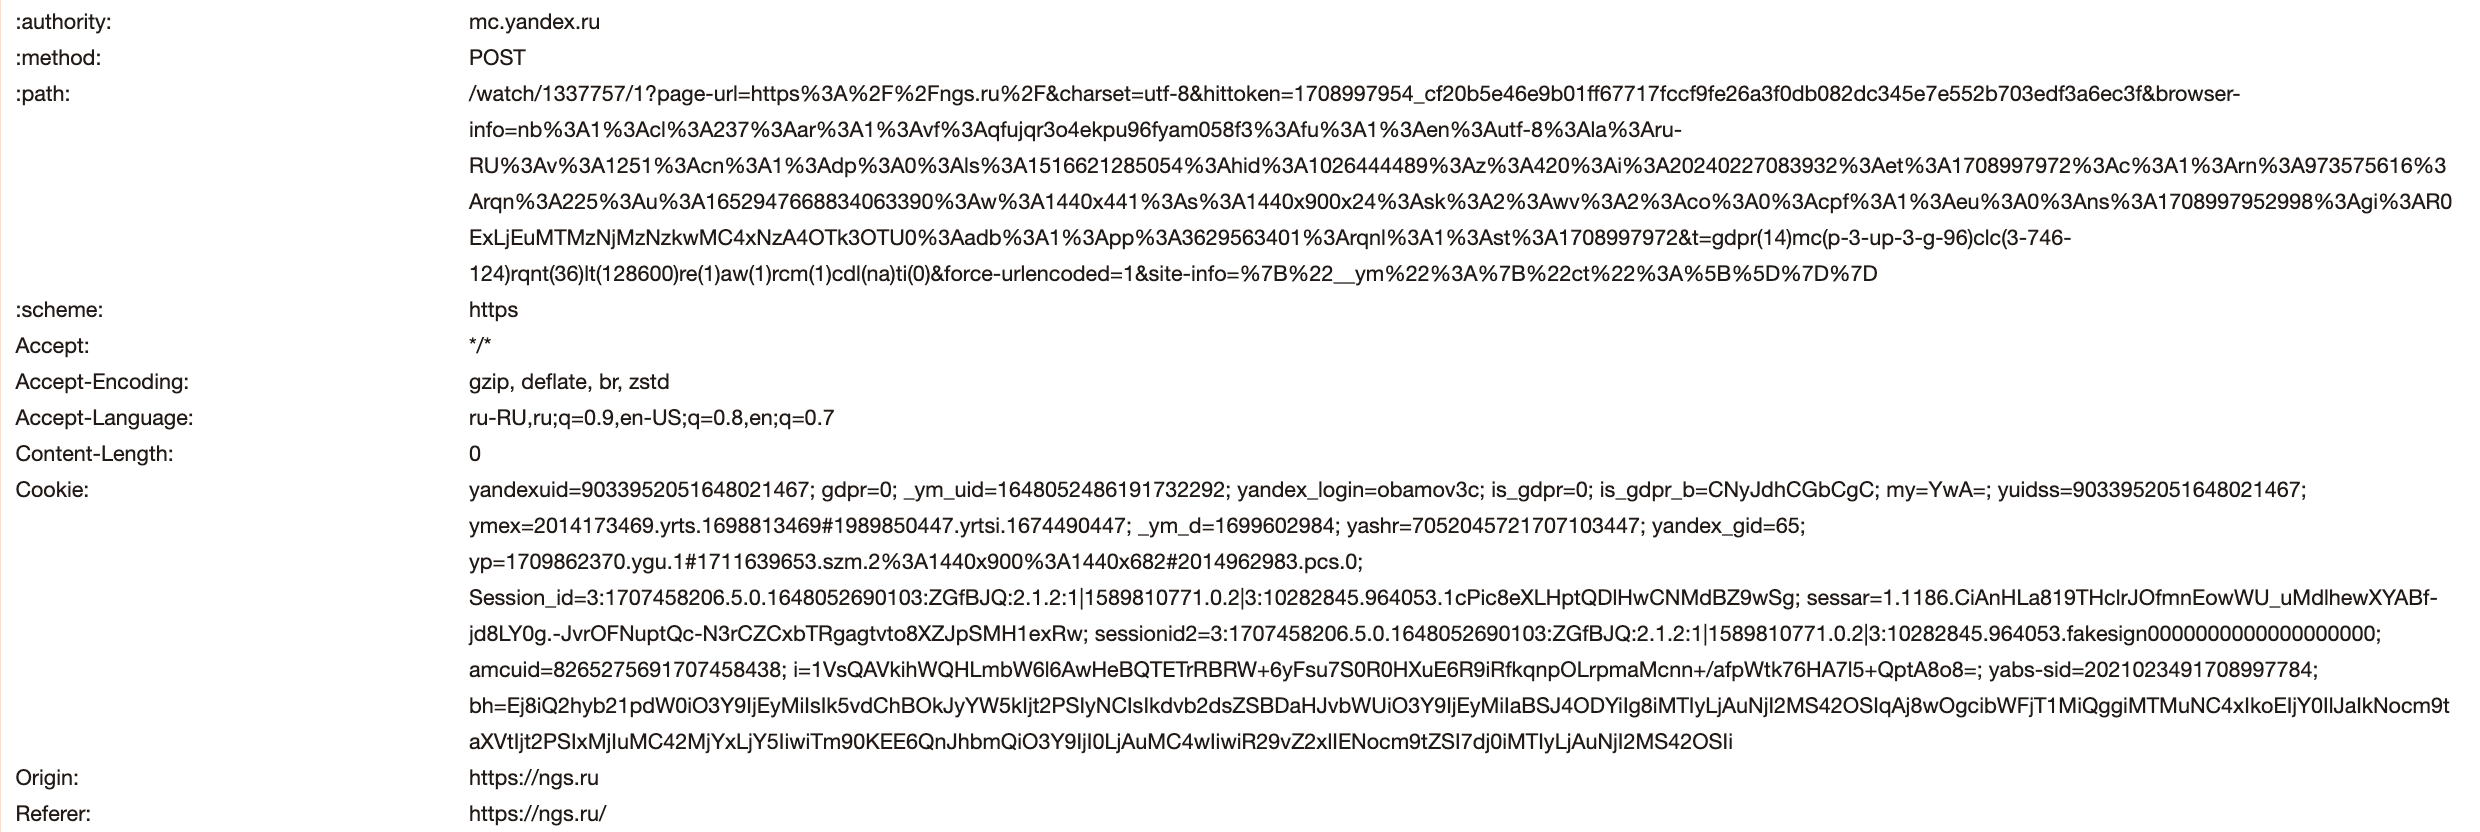 :authority: mc.yandex.ru
:method: POST
:path: /watch/1337757/1?page-url=https%3A%2F%2Fngs.ru%2F&charset=utf-8&hittoken=1708997954_cf20b5e46e9b01ff67717fccf9fe26a3f0db082dc345e7e552b703edf3a6ec3f&browser-
info=nb%3A1%3Acl%3A237%3Aar%3A1%3Avf%3Aqfujqr3o4ekpu96fyam058f3%3Afu%3A1%3Aen%3Autf-8%3Ala%3Aru-
RU%3Av%3A1251%3Acn%3A1%3Adp%3A0%3Als%3A1516621285054%3Ahid%3A1026444489%3Az%3A420%3Ai%3A20240227083932%3Aet%3A1708997972%3Ac%3A1%3Arn%3A973575616%3
Arqn%3A225%3Au%3A1652947668834063390%3Aw%3A1440x441%3As%3A1440x900x24%3Ask%3A2%3Awv%3A2%3Aco%3A0%3Acpf%3A1%3Aeu%3A0%3Ans%3A1708997952998%3Agi%3AR0
ExLjEuMTMzNjMzNzkwMC4xNzA4OTk3OTU0%3Aadb%3A1%3App%3A3629563401%3Arqnl%3A1%3Ast%3A1708997972&t=gdpr(14)mc(p-3-up-3-g-96)clc(3-746-
124)rqnt(36)lt(128600)re(1)aw(1)rcm(1)cdl(na)ti(0)&force-urlencoded=1&site-info=%7B%22__ym%22%3A%7B%22ct%22%3A%5B%5D%7D%7D
:scheme: https
Accept: */*
Accept-Encoding: gzip, deflate, br, zstd
Accept-Language: ru-RU,ru;q=0.9,en-US;q=0.8,en;q=0.7
Content-Length: 0
Cookie: yandexuid=9033952051648021467; gdpr=0; _ym_uid=1648052486191732292; yandex_login=obamov3c; is_gdpr=0; is_gdpr_b=CNyJdhCGbCgC; my=YwA=; yuidss=9033952051648021467;
ymex=2014173469.yrts.1698813469#1989850447.yrtsi.1674490447; _ym_d=1699602984; yashr=7052045721707103447; yandex_gid=65;
yp=1709862370.ygu.1#1711639653.szm.2%3A1440x900%3A1440x682#2014962983.pcs.0;
Session_id=3:1707458206.5.0.1648052690103:ZGfBJQ:2.1.2:1|1589810771.0.2|3:10282845.964053.1cPic8eXLHptQDlHwCNMdBZ9wSg; sessar=1.1186.CiAnHLa819THclrJOfmnEowWU_uMdlhewXYABf-
jd8LY0g.-JvrOFNuptQc-N3rCZCxbTRgagtvto8XZJpSMH1exRw; sessionid2=3:1707458206.5.0.1648052690103:ZGfBJQ:2.1.2:1|1589810771.0.2|3:10282845.964053.fakesign0000000000000000000;
amcuid=8265275691707458438; i=1VsQAVkihWQHLmbW6l6AwHeBQTETrRBRW+6yFsu7S0R0HXuE6R9iRfkqnpOLrpmaMcnn+/afpWtk76HA7l5+QptA8o8=; yabs-sid=2021023491708997784;
bh=Ej8iQ2hyb21pdW0iO3Y9IjEyMiIsIk5vdChBOkJyYW5kIjt2PSIyNCIsIkdvb2dsZSBDaHJvbWUiO3Y9IjEyMiIaBSJ4ODYiIg8iMTIyLjAuNjI2MS42OSIqAj8wOgcibWFjT1MiQggiMTMuNC4xIkoEIjY0IlJalkNocm9t
aXVtIjt2PSIxMjIuMC42MjYxLjY5IiwiTm90KEE6QnJhbmQiO3Y9IjI0LjAuMC4wIiwiR29vZ2xlIENocm9tZSI7dj0iMTIyLjAuNjI2MS42OSIi
Origin: https://ngs.ru
Referer: https://ngs.ru/